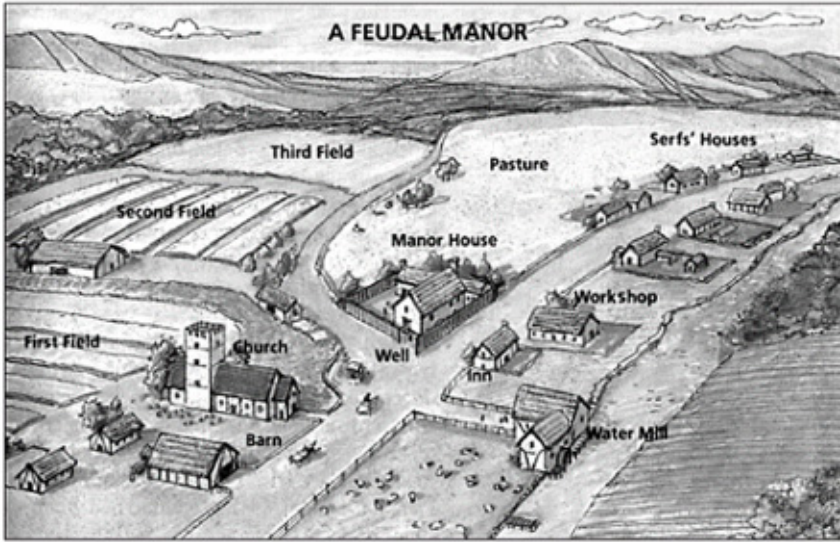 A FEUDAL MANOR
Third Field
Pasture
Serfs' Houses
Second Field
Manor House
Workshop
First Field
Church
Well
Inn
Barn
Water Mill